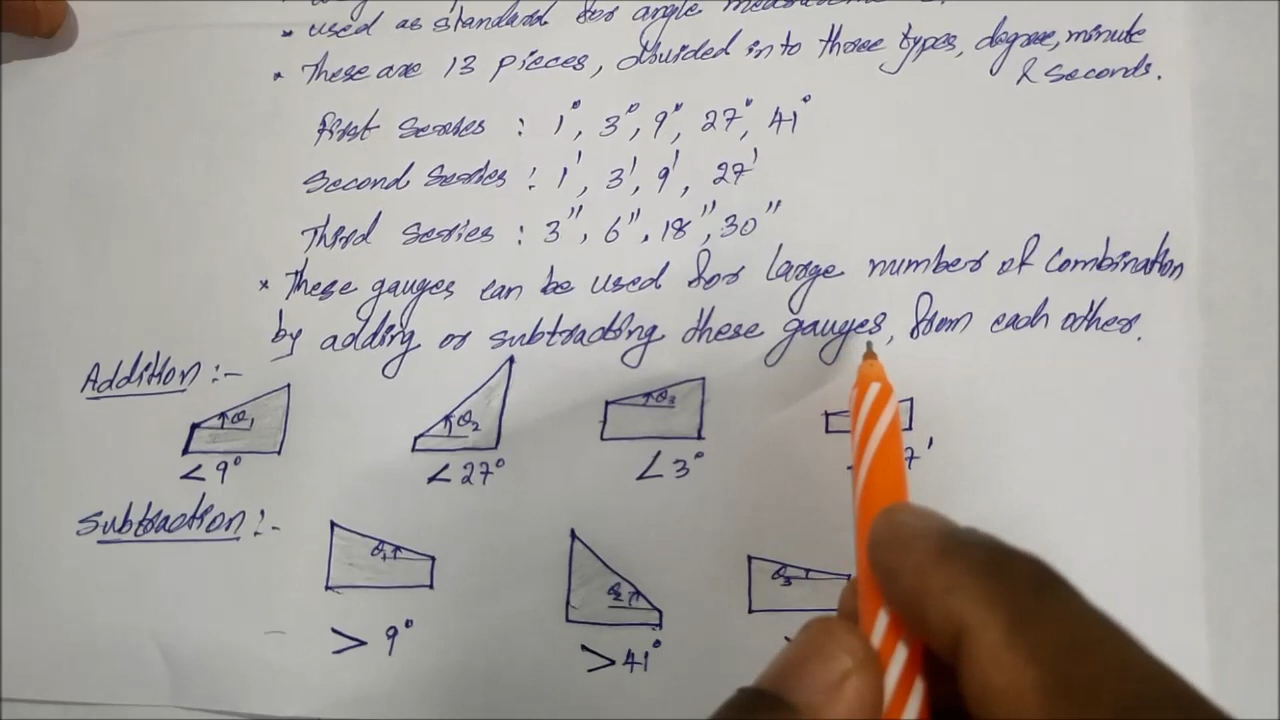 * used as standard for angle
* These are 13 pieces, divided into three types, degree, minute
& seconds.
First series : 1°, 3°, 9°, 27°, 41°
Second series : 1', 3', 9', 27'
Third series : 3", 6", 18", 30"
* These gauges can be used for large number of combination
by adding or subtracting these gauges, from each other.
Addition :-
θ1 θ2 θ3
<9° <27° <3° 7'
Subtraction :-
θ1 θ2 θ3
>9° >41°